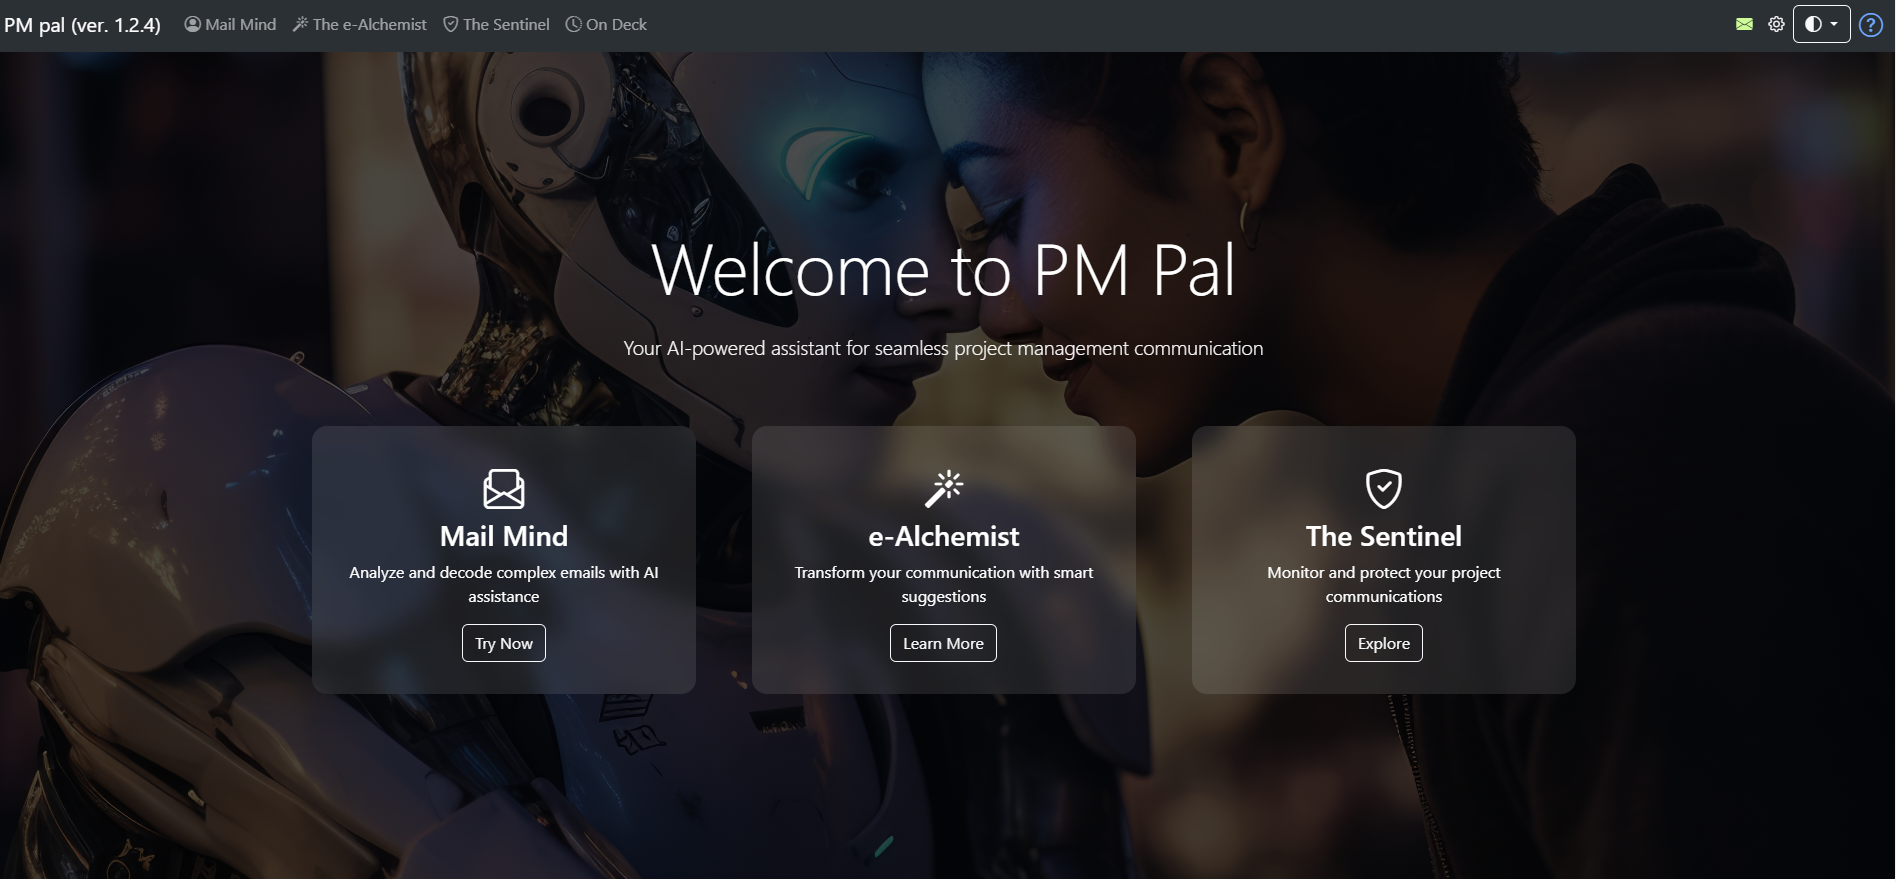 PM pal (ver. 1.2.4) Mail Mind The e-Alchemist The Sentinel On Deck
Welcome to PM Pal
Your AI-powered assistant for seamless project management communication
Mail Mind
Analyze and decode complex emails with AI
assistance
Try Now
e-Alchemist
Transform your communication with smart
suggestions
Learn More
The Sentinel
Monitor and protect your project
communications
Explore